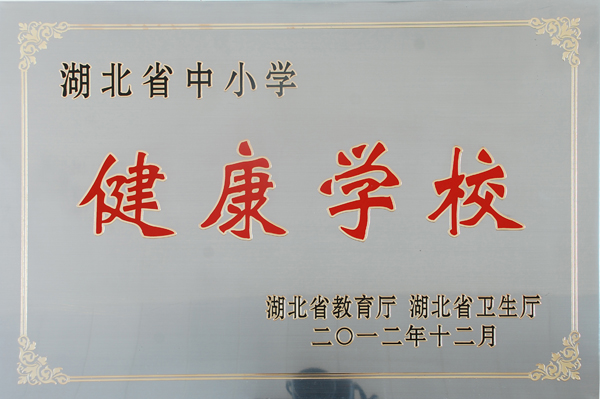 湖北省中小学
健康学校
湖北省教育厅 湖北省卫生厅
二〇一二年十二月